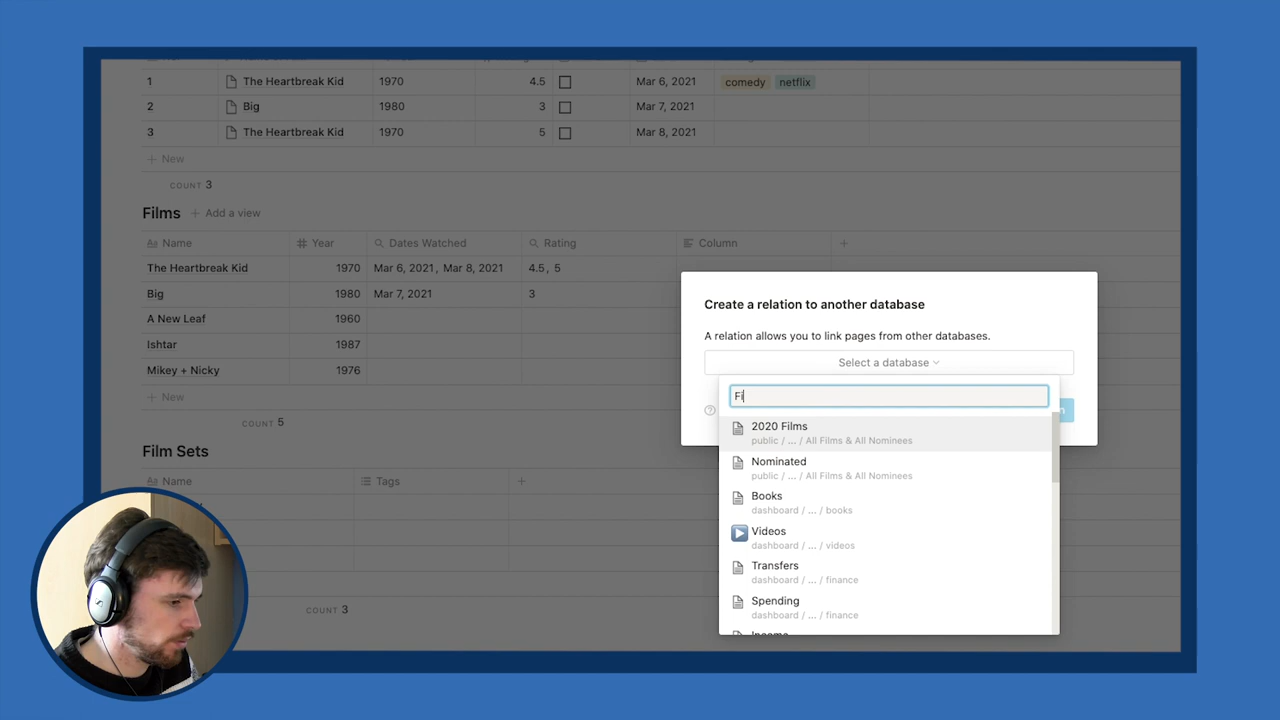 1 The Heartbreak Kid 1970 4.5 Mar 6, 2021 comedy netflix
2 Big 1980 3 Mar 7, 2021
3 The Heartbreak Kid 1970 5 Mar 8, 2021
+ New
COUNT 3
Films + Add a view
Aa Name # Year Dates Watched Rating Column +
The Heartbreak Kid 1970 Mar 6, 2021, Mar 8, 2021 4.5, 5
Big 1980 Mar 7, 2021 3
A New Leaf 1960
Ishtar 1987
Mikey + Nicky 1976
+ New
COUNT 5
Film Sets
Aa Name Tags +
COUNT 3
Create a relation to another database
A relation allows you to link pages from other databases.
Select a database
Fi
2020 Films
public / ... / All Films & All Nominees
Nominated
public / ... / All Films & All Nominees
Books
dashboard / ... / books
Videos
dashboard / ... / videos
Transfers
dashboard / ... / finance
Spending
dashboard / ... / finance
Income